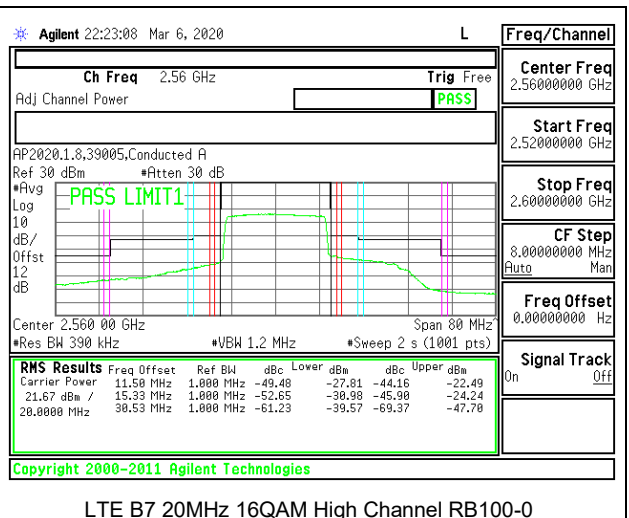 Agilent 22:23:08 Mar 6, 2020 L
Freq/Channel
Ch Freq 2.56 GHz Trig Free
Adj Channel Power PASS
AP2020.1.8,39005,Conducted A
Ref 30 dBm #Atten 30 dB
#Avg
Log
10
dB/
Offst
12
dB
PASS LIMIT1
Center 2.560 00 GHz Span 80 MHz^
#Res BW 390 kHz #VBW 1.2 MHz #Sweep 2 s (1001 pts)
RMS Results Freq Offset Ref BW dBc Lower dBm dBc Upper dBm
Carrier Power 11.50 MHz 1.000 MHz -49.48 -27.81 -44.16 -22.49
21.67 dBm / 15.33 MHz 1.000 MHz -52.65 -30.98 -45.90 -24.24
20.0000 MHz 30.53 MHz 1.000 MHz -61.23 -39.57 -69.37 -47.70
Center Freq
2.56000000 GHz
Start Freq
2.52000000 GHz
Stop Freq
2.60000000 GHz
CF Step
8.00000000 MHz
Auto Man
Freq Offset
0.00000000 Hz
Signal Track
On Off
Copyright 2000-2011 Agilent Technologies
LTE B7 20MHz 16QAM High Channel RB100-0